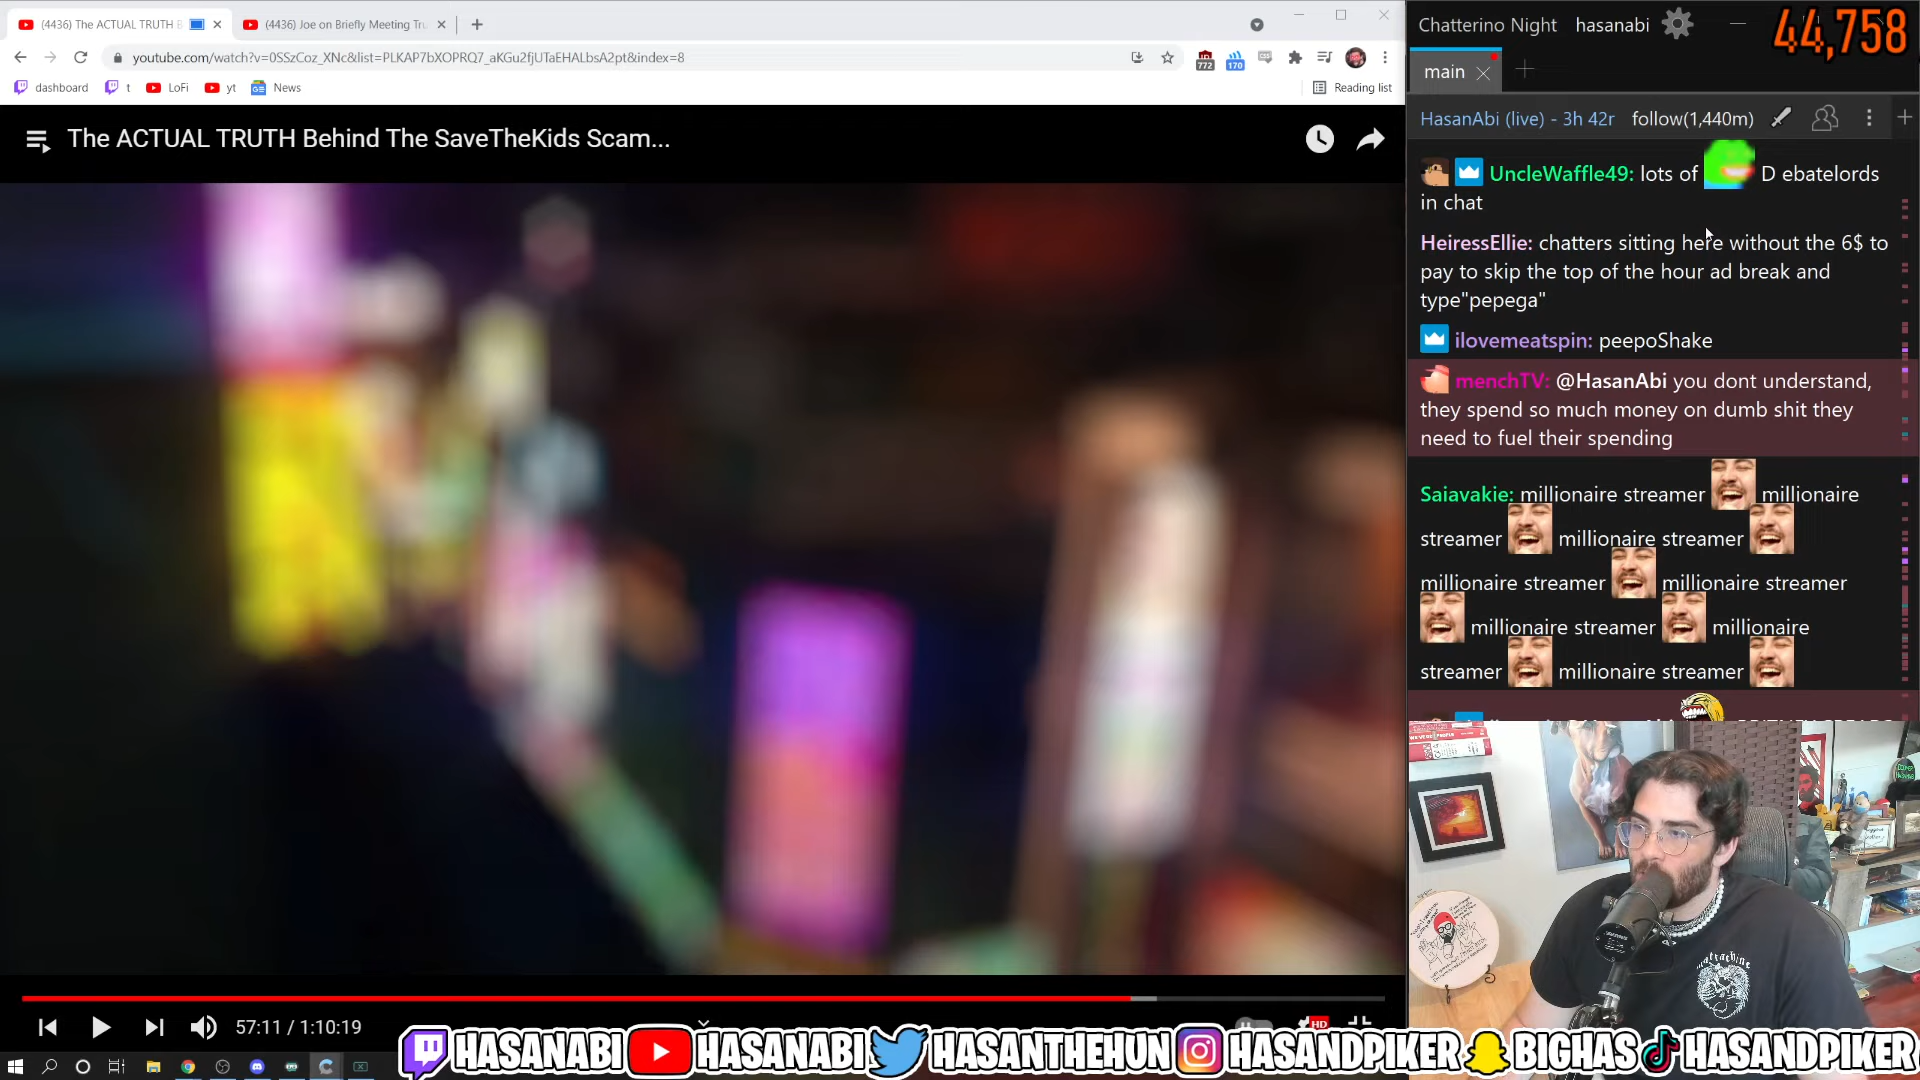 (4436) The ACTUAL TRUTH B
(4436) Joe on Briefly Meeting Tru
youtube.com/watch?v=0SSzCoz_XNc&list=PLKAP7bXOPRQ7_aKGu2fjUTaEHALbsA2pt&index=8
772
170
dashboard
t
LoFi
yt
News
Reading list
The ACTUAL TRUTH Behind The SaveTheKids Scam...
57:11 / 1:10:19
HD
Chatterino Night
hasanabi
44,758
main
HasanAbi (live) - 3h 42r
follow(1,440m)
UncleWaffle49: lots of D ebatelords
in chat
HeiressEllie: chatters sitting here without the 6$ to
pay to skip the top of the hour ad break and
type"pepega"
ilovemeatspin: peepoShake
menchTV: @HasanAbi you dont understand,
they spend so much money on dumb shit they
need to fuel their spending
Saiavakie: millionaire streamer millionaire
streamer millionaire streamer
millionaire streamer millionaire streamer
millionaire streamer millionaire
streamer millionaire streamer
HASANABI HASANABI HASANTHEHUN HASANDPIKER BIGHAS HASANDPIKER